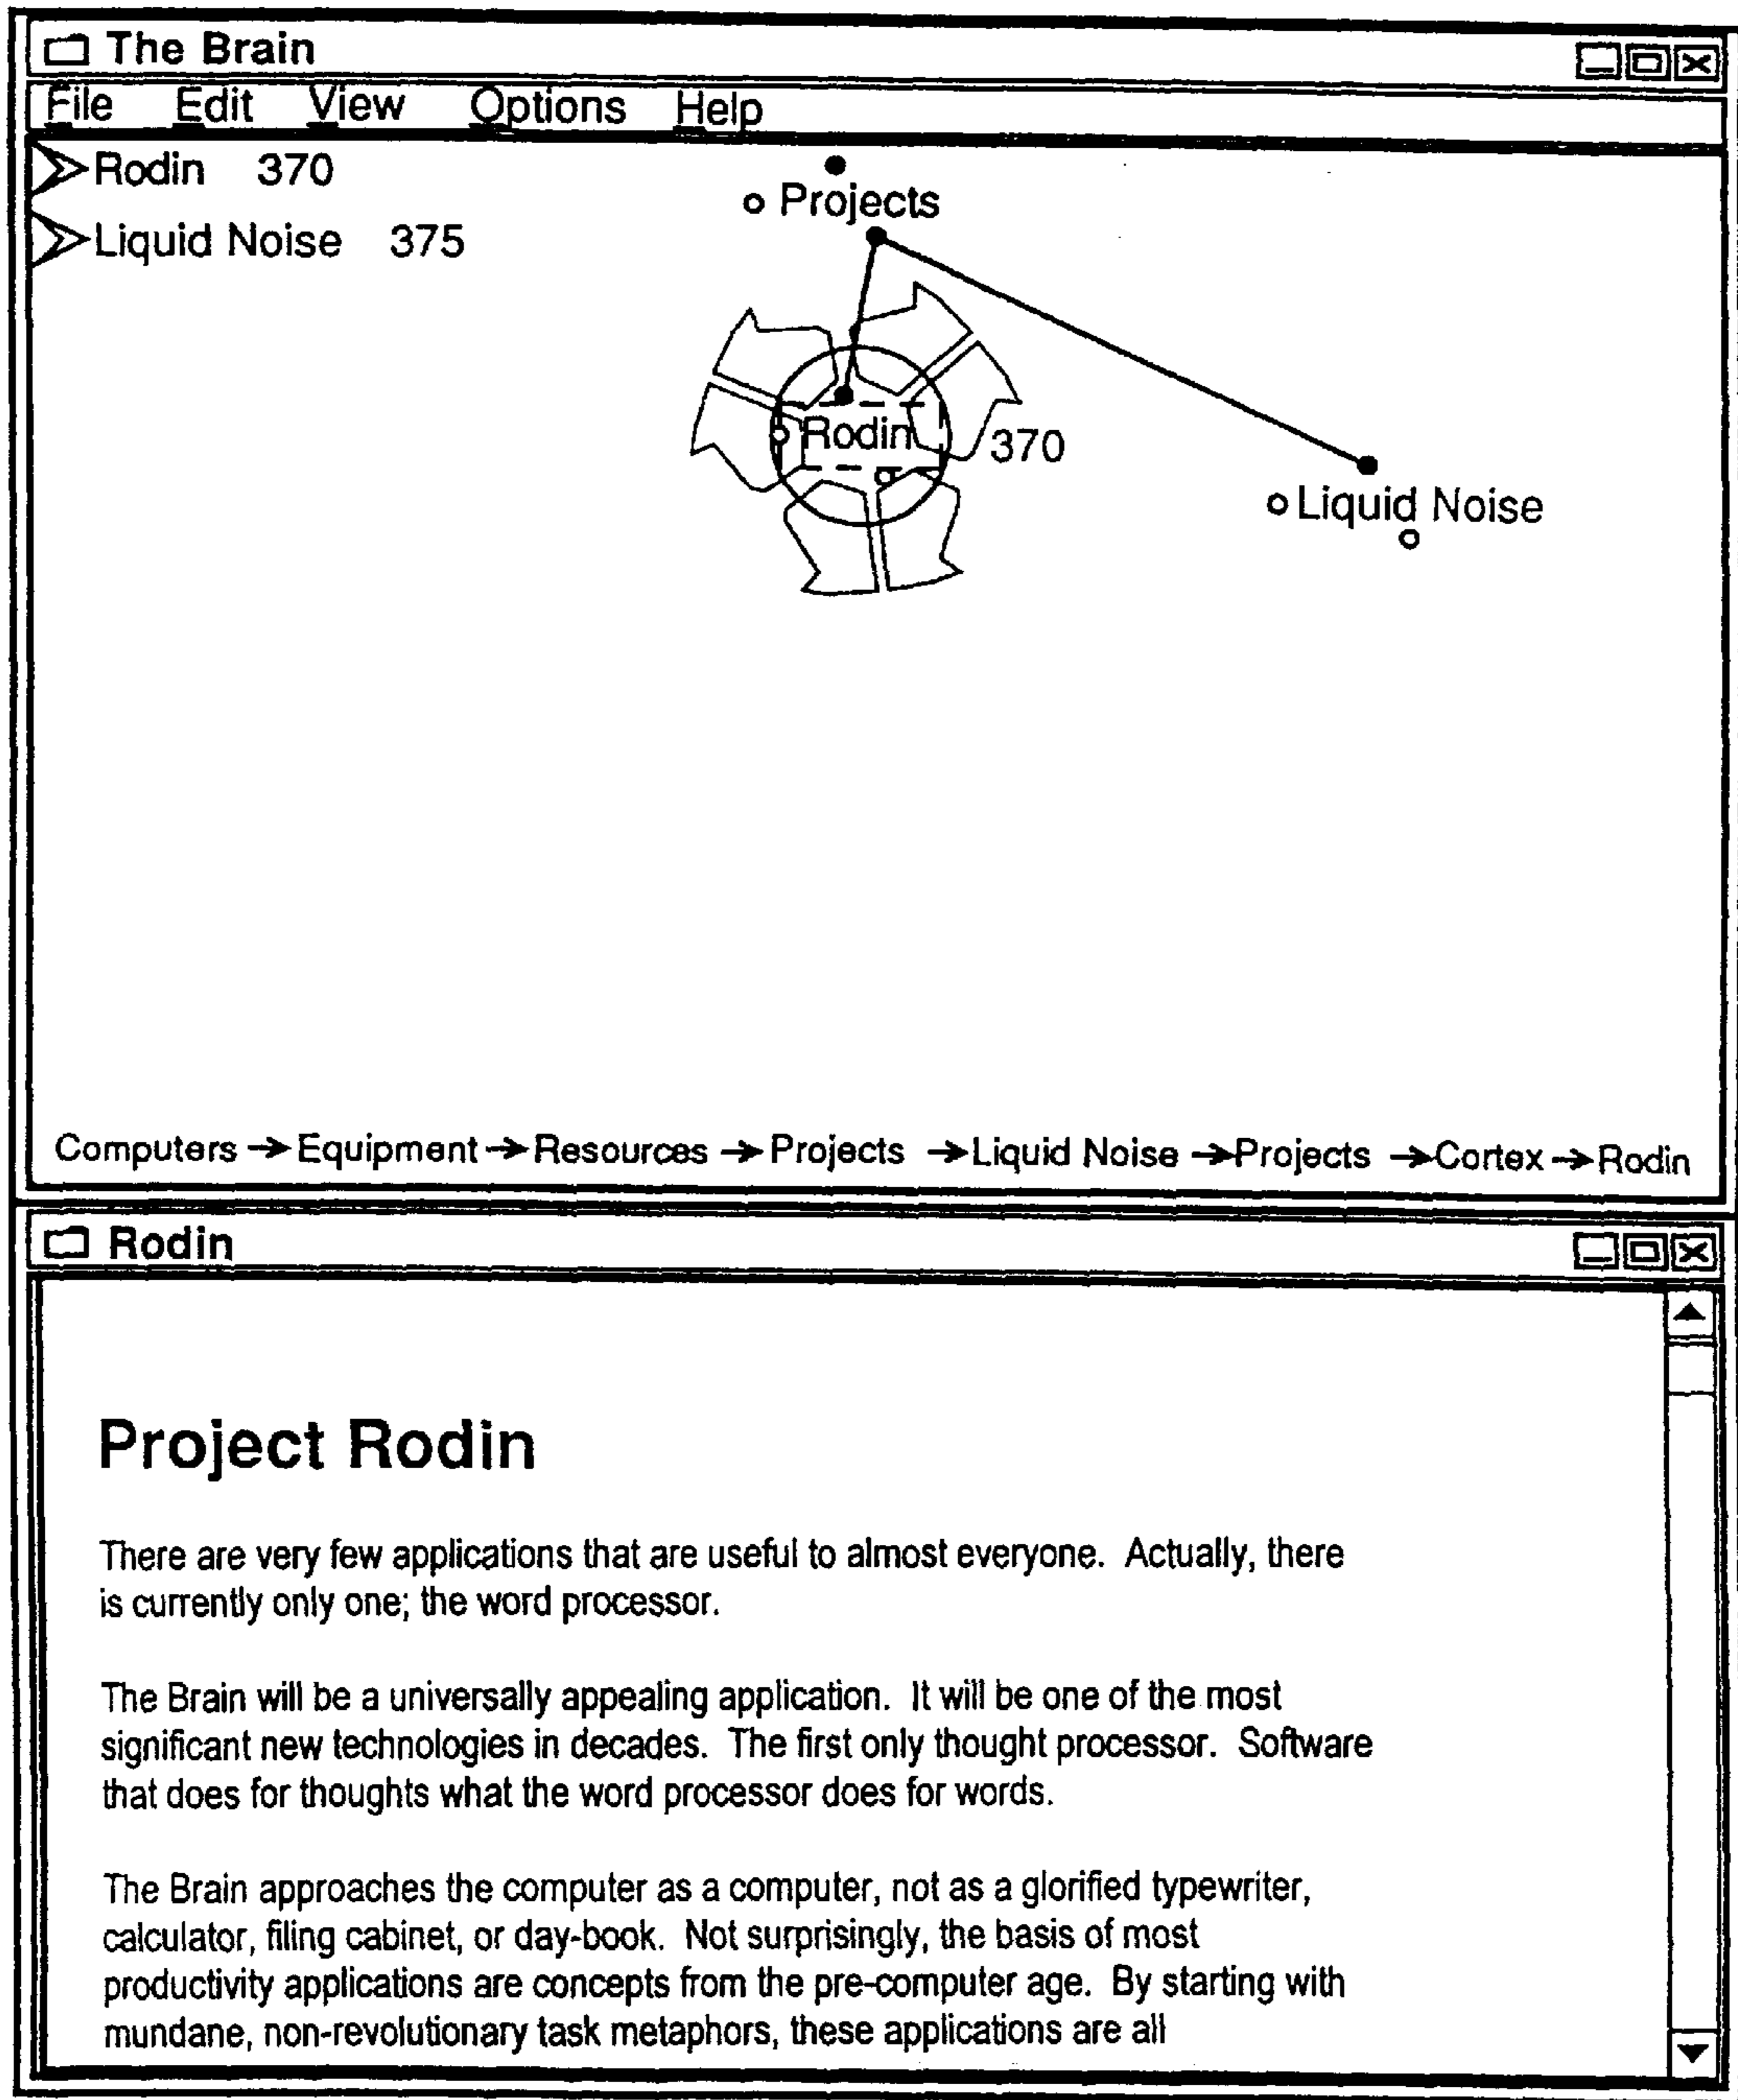 The Brain
File Edit View Options Help
Rodin 370
Liquid Noise 375
Projects
Rodin 370
Liquid Noise
Computers → Equipment → Resources → Projects → Liquid Noise → Projects → Cortex → Rodin
Rodin
Project Rodin
There are very few applications that are useful to almost everyone. Actually, there
is currently only one; the word processor.
The Brain will be a universally appealing application. It will be one of the most
significant new technologies in decades. The first only thought processor. Software
that does for thoughts what the word processor does for words.
The Brain approaches the computer as a computer, not as a glorified typewriter,
calculator, filing cabinet, or day-book. Not surprisingly, the basis of most
productivity applications are concepts from the pre-computer age. By starting with
mundane, non-revolutionary task metaphors, these applications are all